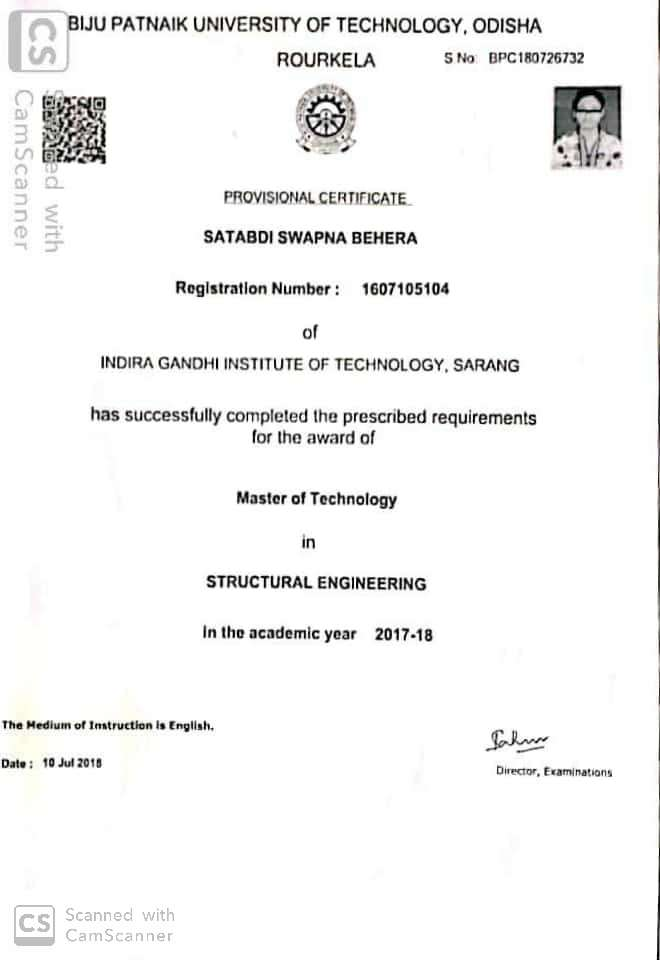 BIJU PATNAIK UNIVERSITY OF TECHNOLOGY, ODISHA
ROURKELA
S No: BPC180726732
CS
Scanned with
CamScanner
PROVISIONAL CERTIFICATE
SATABDI SWAPNA BEHERA
Registration Number : 1607105104
of
INDIRA GANDHI INSTITUTE OF TECHNOLOGY, SARANG
has successfully completed the prescribed requirements
for the award of
Master of Technology
in
STRUCTURAL ENGINEERING
In the academic year 2017-18
The Medium of Instruction is English.
Date : 10 Jul 2018
Director, Examinations
CS
Scanned with
CamScanner